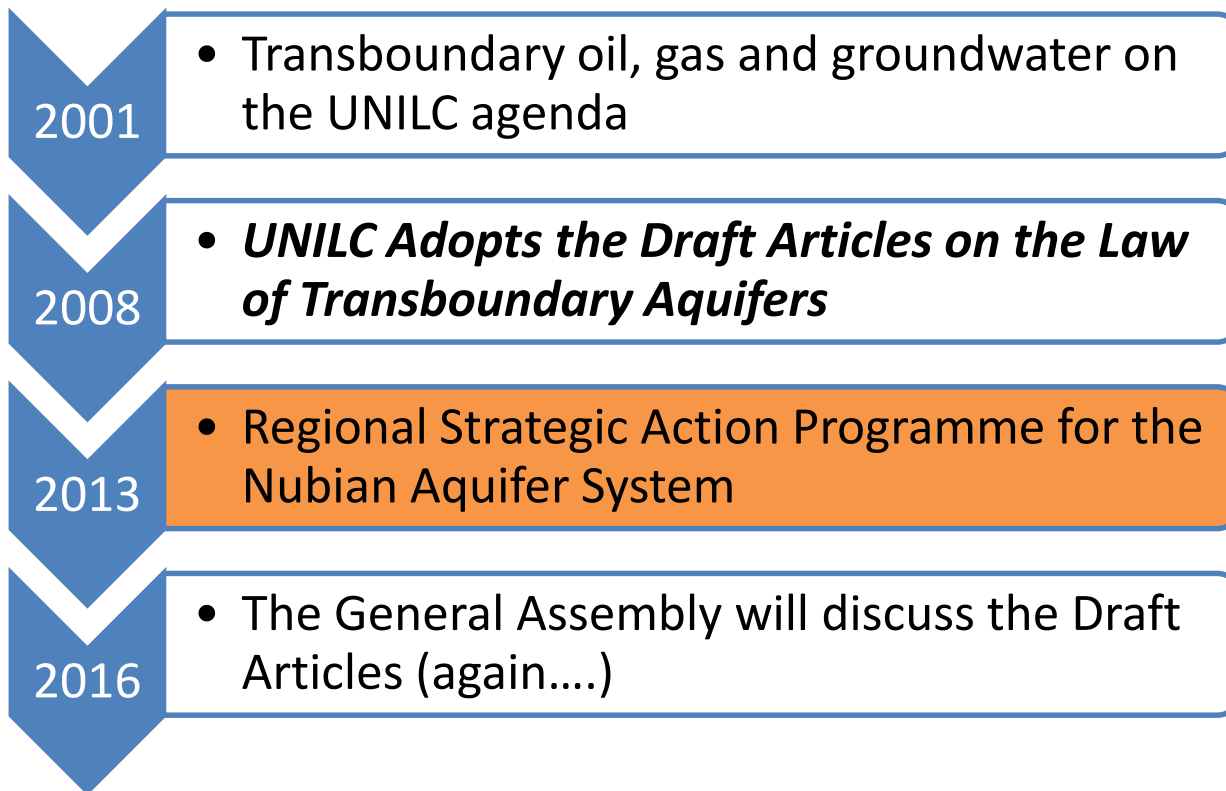 2001
• Transboundary oil, gas and groundwater on
the UNILC agenda
2008
• UNILC Adopts the Draft Articles on the Law
of Transboundary Aquifers
2013
• Regional Strategic Action Programme for the
Nubian Aquifer System
2016
• The General Assembly will discuss the Draft
Articles (again....)